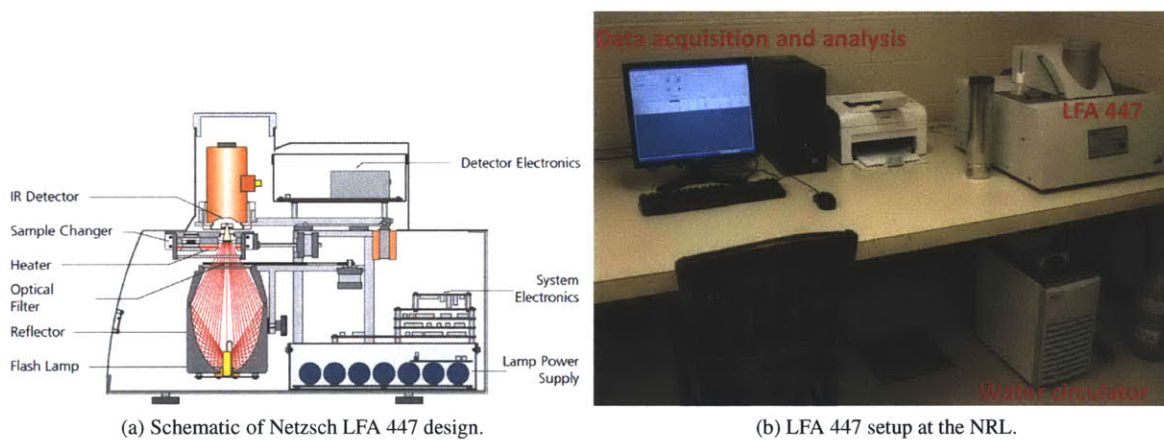 IR Detector
Sample Changer
Heater
Optical
Filter
Reflector
Flash Lamp
Detector Electronics
System
Electronics
Lamp Power
Supply
(a) Schematic of Netzsch LFA 447 design.
Data acquisition and analysis
LFA 447
Water circulator
(b) LFA 447 setup at the NRL.